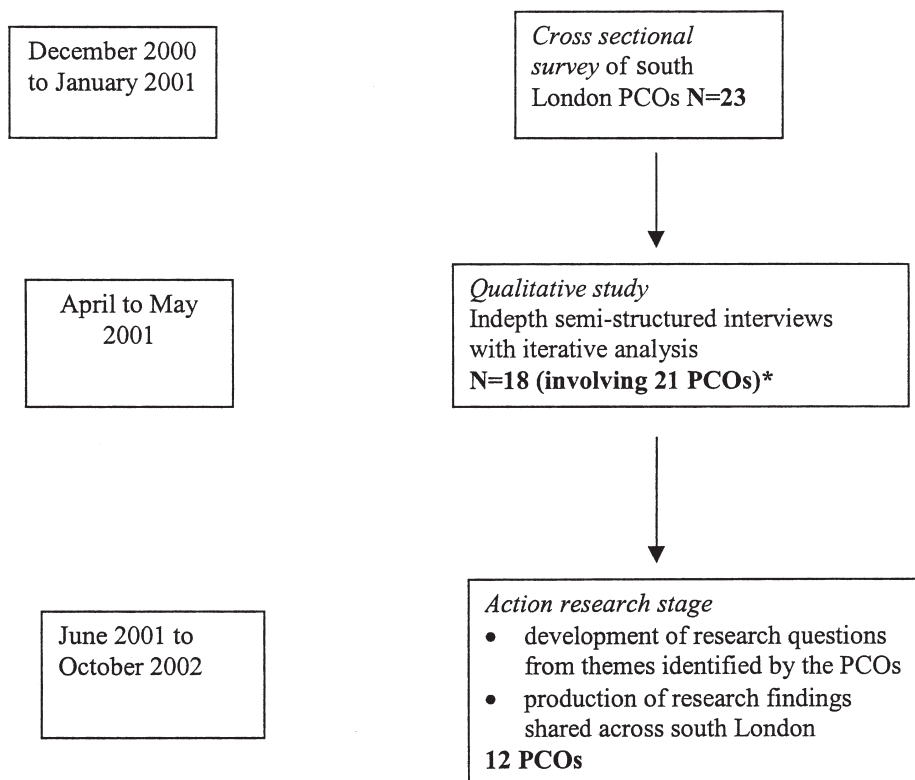 December 2000
to January 2001
Cross sectional
survey of south
London PCOs N=23
April to May
2001
Qualitative study
Indepth semi-structured interviews
with iterative analysis
N=18 (involving 21 PCOs)*
June 2001 to
October 2002
Action research stage
• development of research questions
from themes identified by the PCOs
• production of research findings
shared across south London
12 PCOs